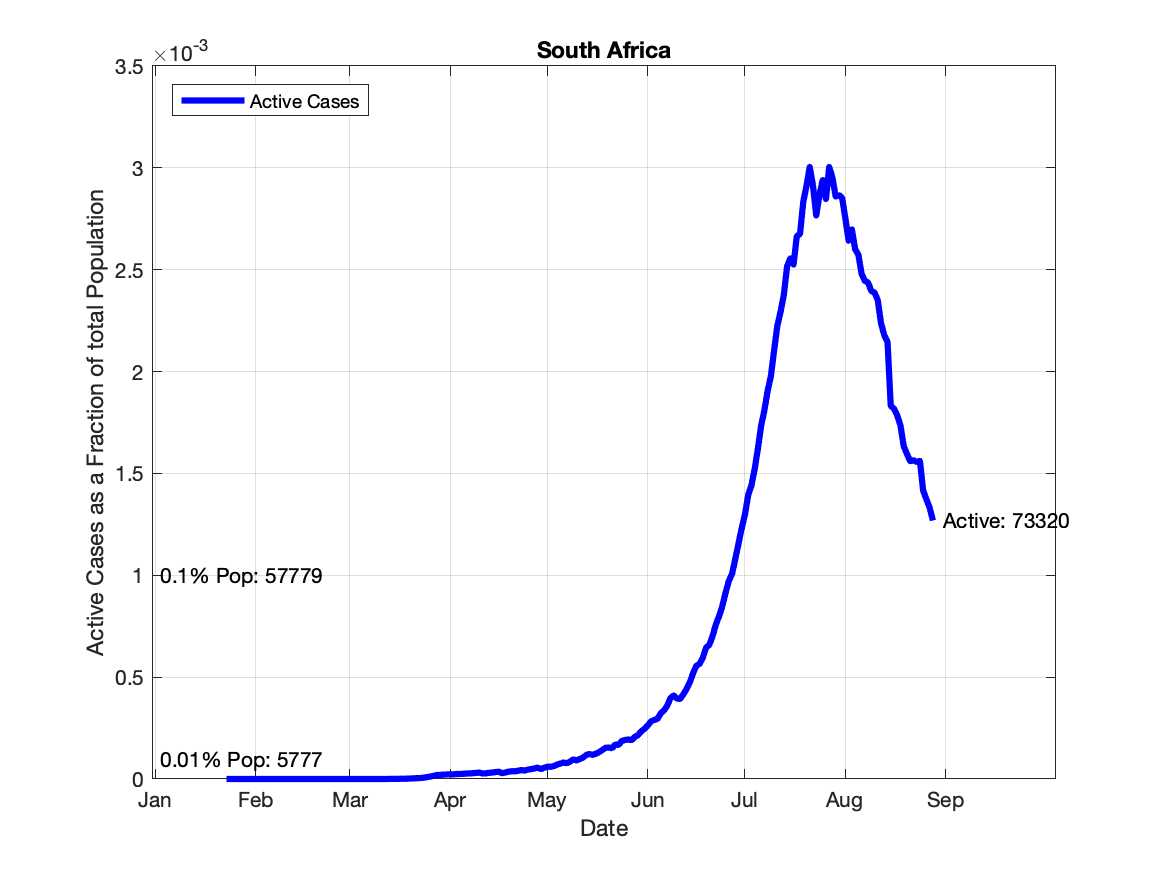 South Africa
×10-3
3.5
3
2.5
2
1.5
1
0.5
0
Active Cases as a Fraction of total Population
Active Cases
0.1% Pop: 57779
0.01% Pop: 5777
Active: 73320
Jan Feb Mar Apr May Jun Jul Aug Sep
Date